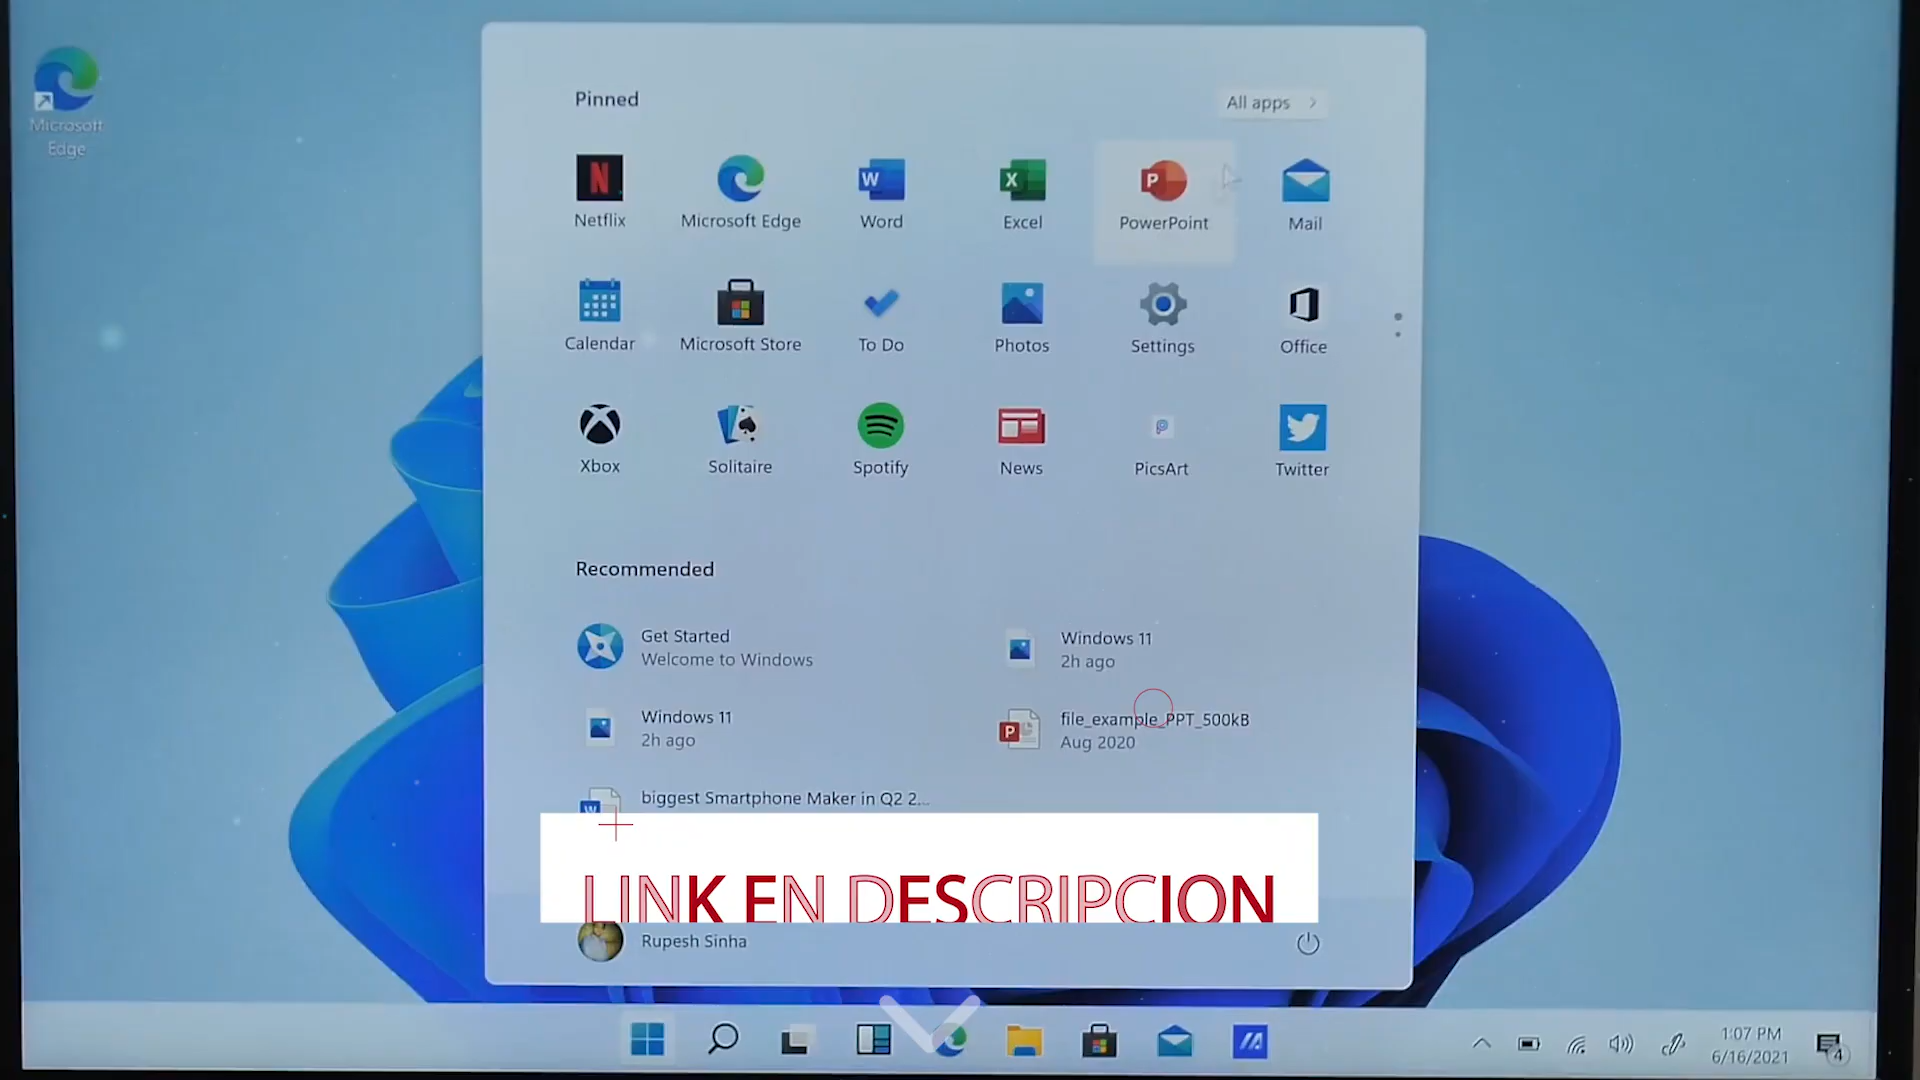 Microsoft
Edge
Pinned
All apps
Netflix
Microsoft Edge
Word
Excel
PowerPoint
Mail
Calendar
Microsoft Store
To Do
Photos
Settings
Office
Xbox
Solitaire
Spotify
News
PicsArt
Twitter
Recommended
Get Started
Welcome to Windows
Windows 11
2h ago
Windows 11
2h ago
file_example_PPT_500kB
Aug 2020
biggest Smartphone Maker in Q2 2...
LINK EN DESCRIPCION
Rupesh Sinha
1:07 PM
6/16/2021
4